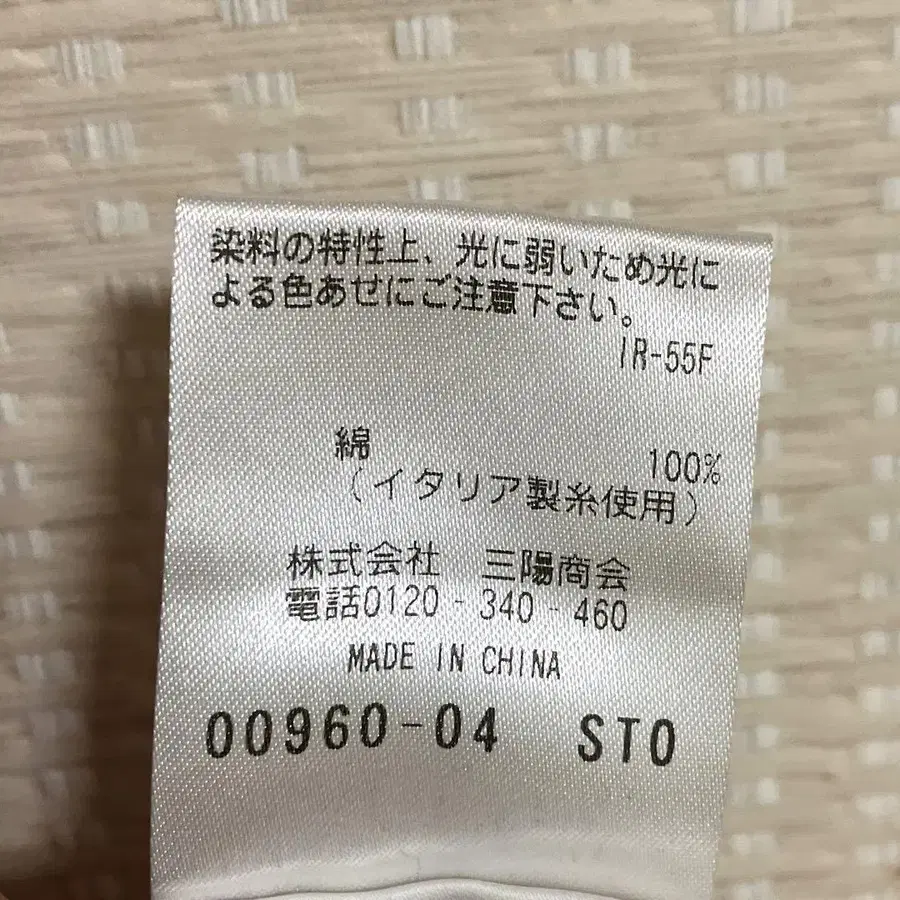 染料の特性上、光に弱いため光に
よる色あせにご注意下さい。
IR-55F
綿 100%
(イタリア製糸使用)
株式会社 三陽商会
電話0120-340-460
MADE IN CHINA
00960-04 STO